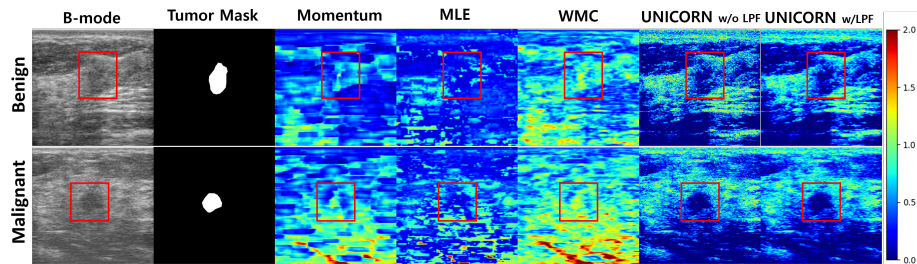 B-mode Tumor Mask Momentum MLE WMC UNICORN w/o LPF UNICORN w/LPF
Benign
Malignant
2.0
1.5
1.0
0.5
0.0